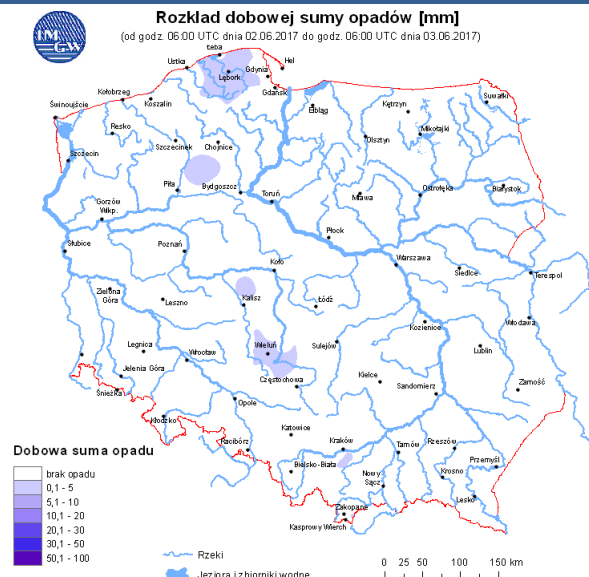 IM
GW
Rozkład dobowej sumy opadów [mm]
(od godz. 06:00 UTC dnia 02.06.2017 do godz. 06:00 UTC dnia 03.06.2017)
Łeba
Ustka
Lębork
Gdynia
Hel
Gdańsk
Kołobrzeg
Koszalin
Świnoujście
Resko
Elbląg
Kętrzyn
Suwałki
Mikołajki
Olsztyn
Szczecinek
Chojnice
Szczecin
Piła
Bydgoszcz
Toruń
Mława
Ostrołęka
Białystok
Gorzów
Wlkp.
Płock
Słubice
Poznań
Koło
Warszawa
Siedlce
Terespol
Zielona
Góra
Leszno
Kalisz
Łódź
Kozienice
Włodawa
Legnica
Wrocław
Wieluń
Sulejów
Lublin
Jelenia Góra
Śnieżka
Częstochowa
Kielce
Sandomierz
Zamość
Opole
Kłodzko
Katowice
Racibórz
Kraków
Tarnów
Rzeszów
Bielsko-Biała
Nowy
Sącz
Krosno
Przemyśl
Lesko
Zakopane
Kasprowy Wierch
Dobowa suma opadu
brak opadu
0,1 - 5
5,1 - 10
10,1 - 20
20,1 - 30
30,1 - 50
50,1 - 100
Rzeki
Jeziora i zbiorniki wodne
0 25 50 100 150 km